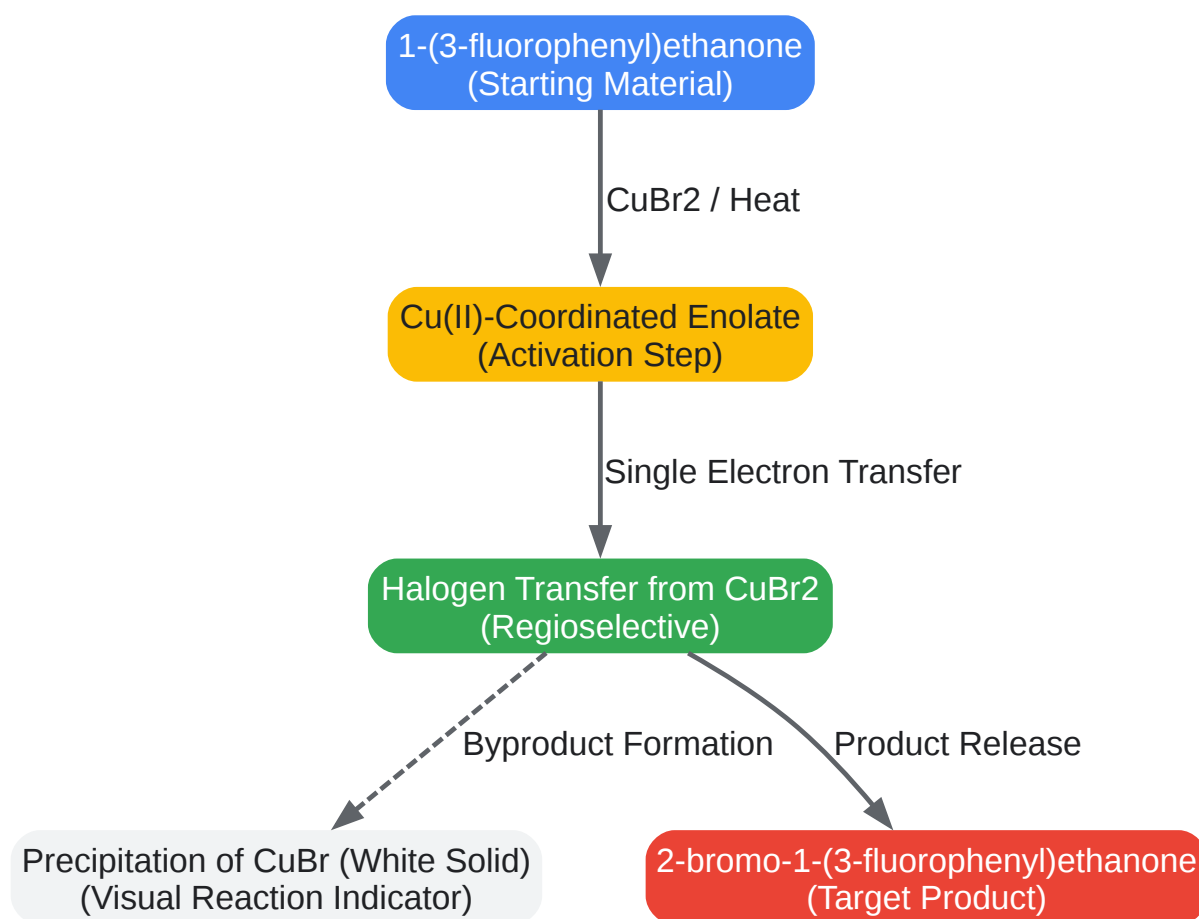 1-(3-fluorophenyl)ethanone
(Starting Material)
CuBr2 / Heat
Cu(II)-Coordinated Enolate
(Activation Step)
Single Electron Transfer
Halogen Transfer from CuBr2
(Regioselective)
Byproduct Formation
Product Release
Precipitation of CuBr (White Solid)
(Visual Reaction Indicator)
2-bromo-1-(3-fluorophenyl)ethanone
(Target Product)